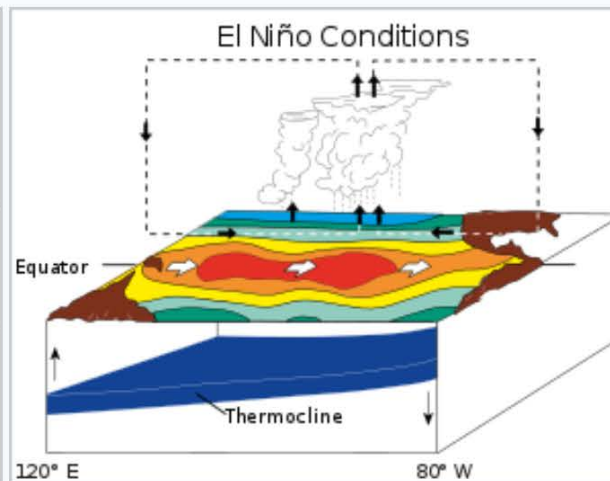 El Niño Conditions
Equator
Thermocline
120° E
80° W